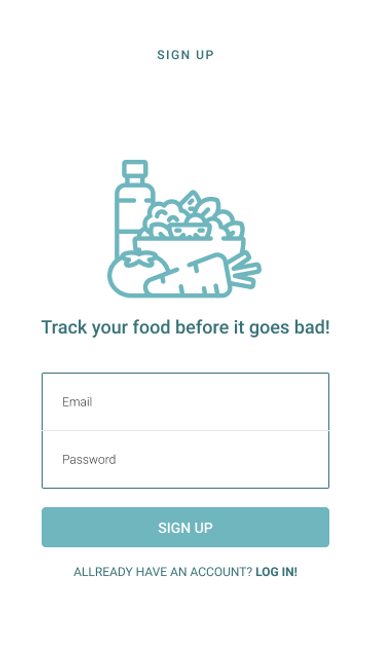 SIGN UP
Track your food before it goes bad!
Email
Password
SIGN UP
ALLREADY HAVE AN ACCOUNT? LOG IN!